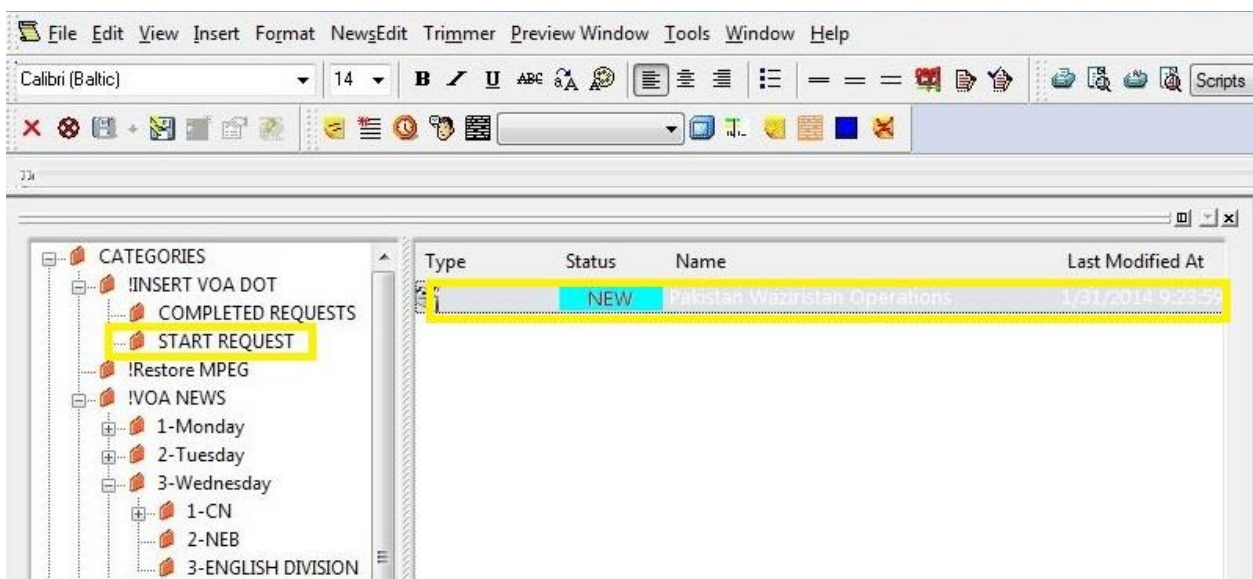 File Edit View Insert Format NewsEdit Trimmer Preview Window Tools Window Help
Calibri (Baltic) 14 B I U ABC Scripts
CATEGORIES
!INSERT VOA DOT
COMPLETED REQUESTS
START REQUEST
!Restore MPEG
!VOA NEWS
1-Monday
2-Tuesday
3-Wednesday
1-CN
2-NEB
3-ENGLISH DIVISION
Type Status Name Last Modified At
NEW Pakistan Waziristan Operations 1/31/2014 9:23:59